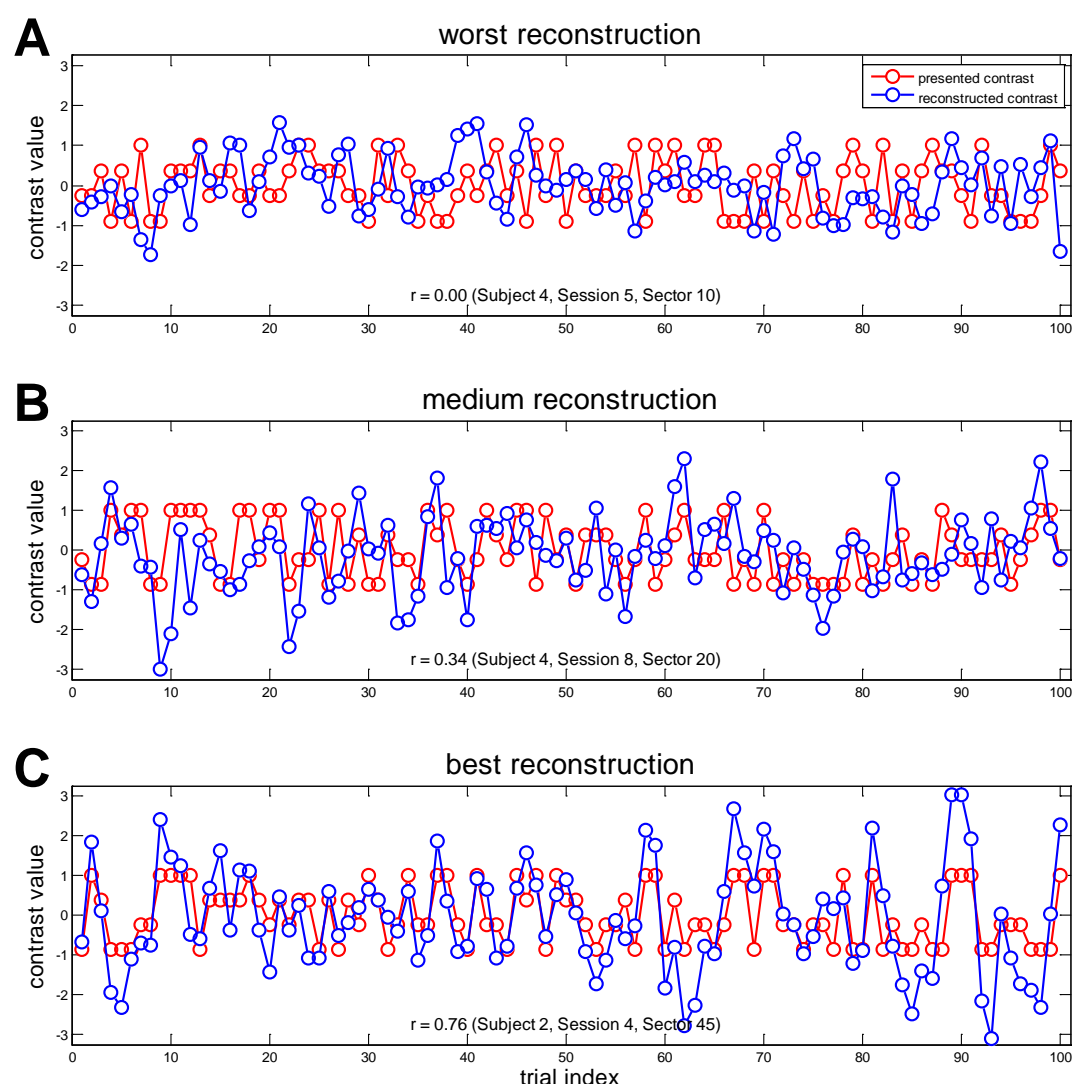 A
worst reconstruction
contrast value
3
2
1
0
-1
-2
-3
presented contrast
reconstructed contrast
r = 0.00 (Subject 4, Session 5, Sector 10)
0 10 20 30 40 50 60 70 80 90 100
B
medium reconstruction
contrast value
3
2
1
0
-1
-2
-3
r = 0.34 (Subject 4, Session 8, Sector 20)
0 10 20 30 40 50 60 70 80 90 100
C
best reconstruction
contrast value
3
2
1
0
-1
-2
-3
r = 0.76 (Subject 2, Session 4, Sector 45)
0 10 20 30 40 50 60 70 80 90 100
trial index